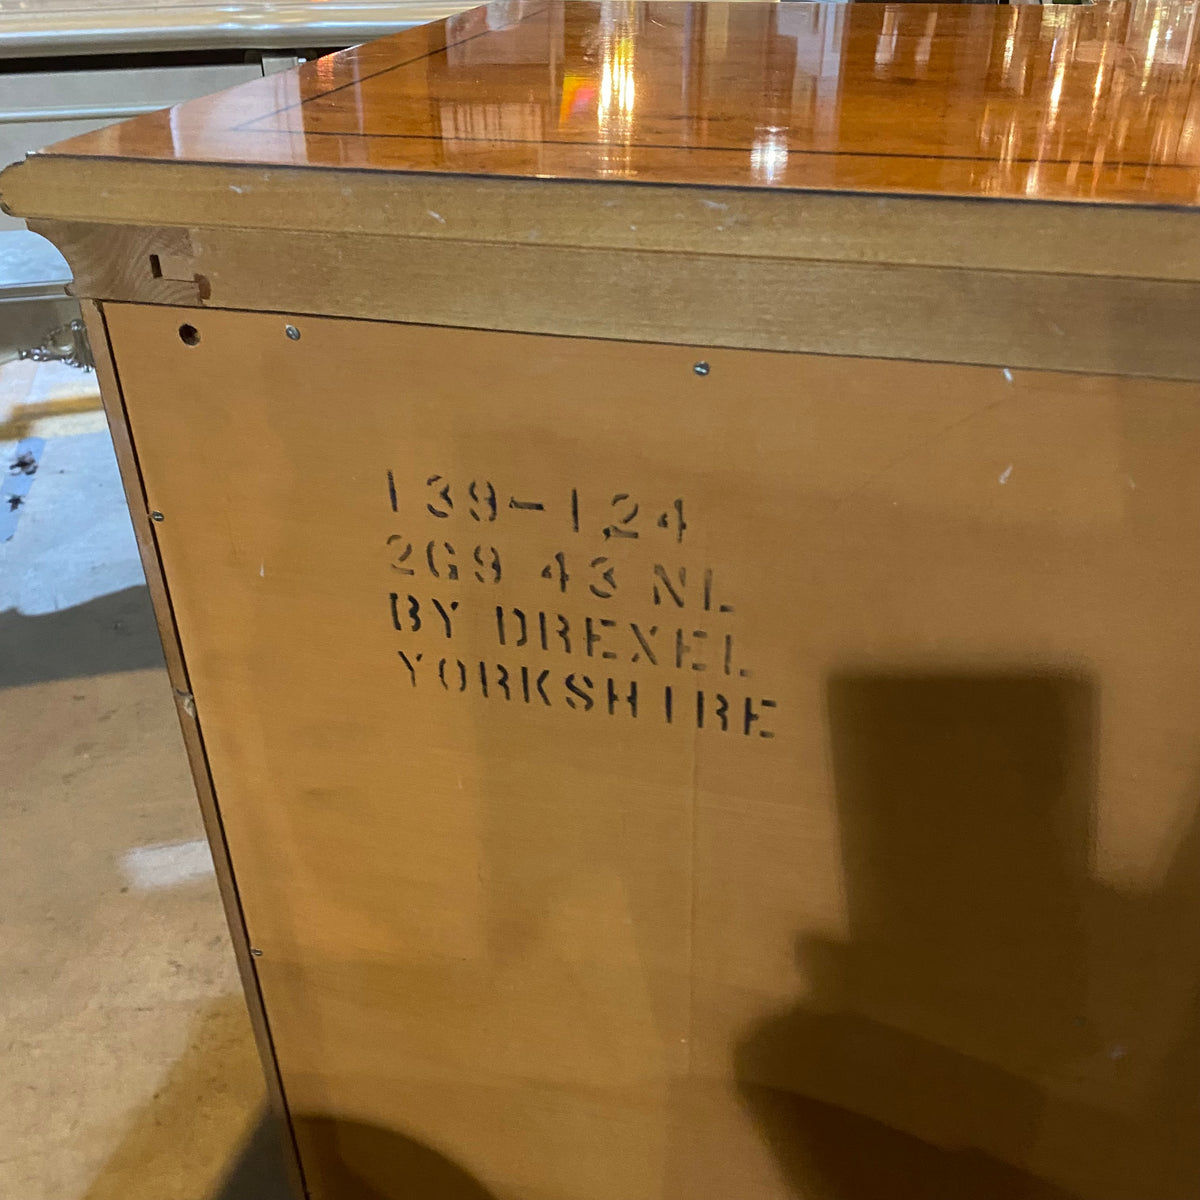 139-124
2G9 43 NL
BY DREXEL
YORKSHIRE